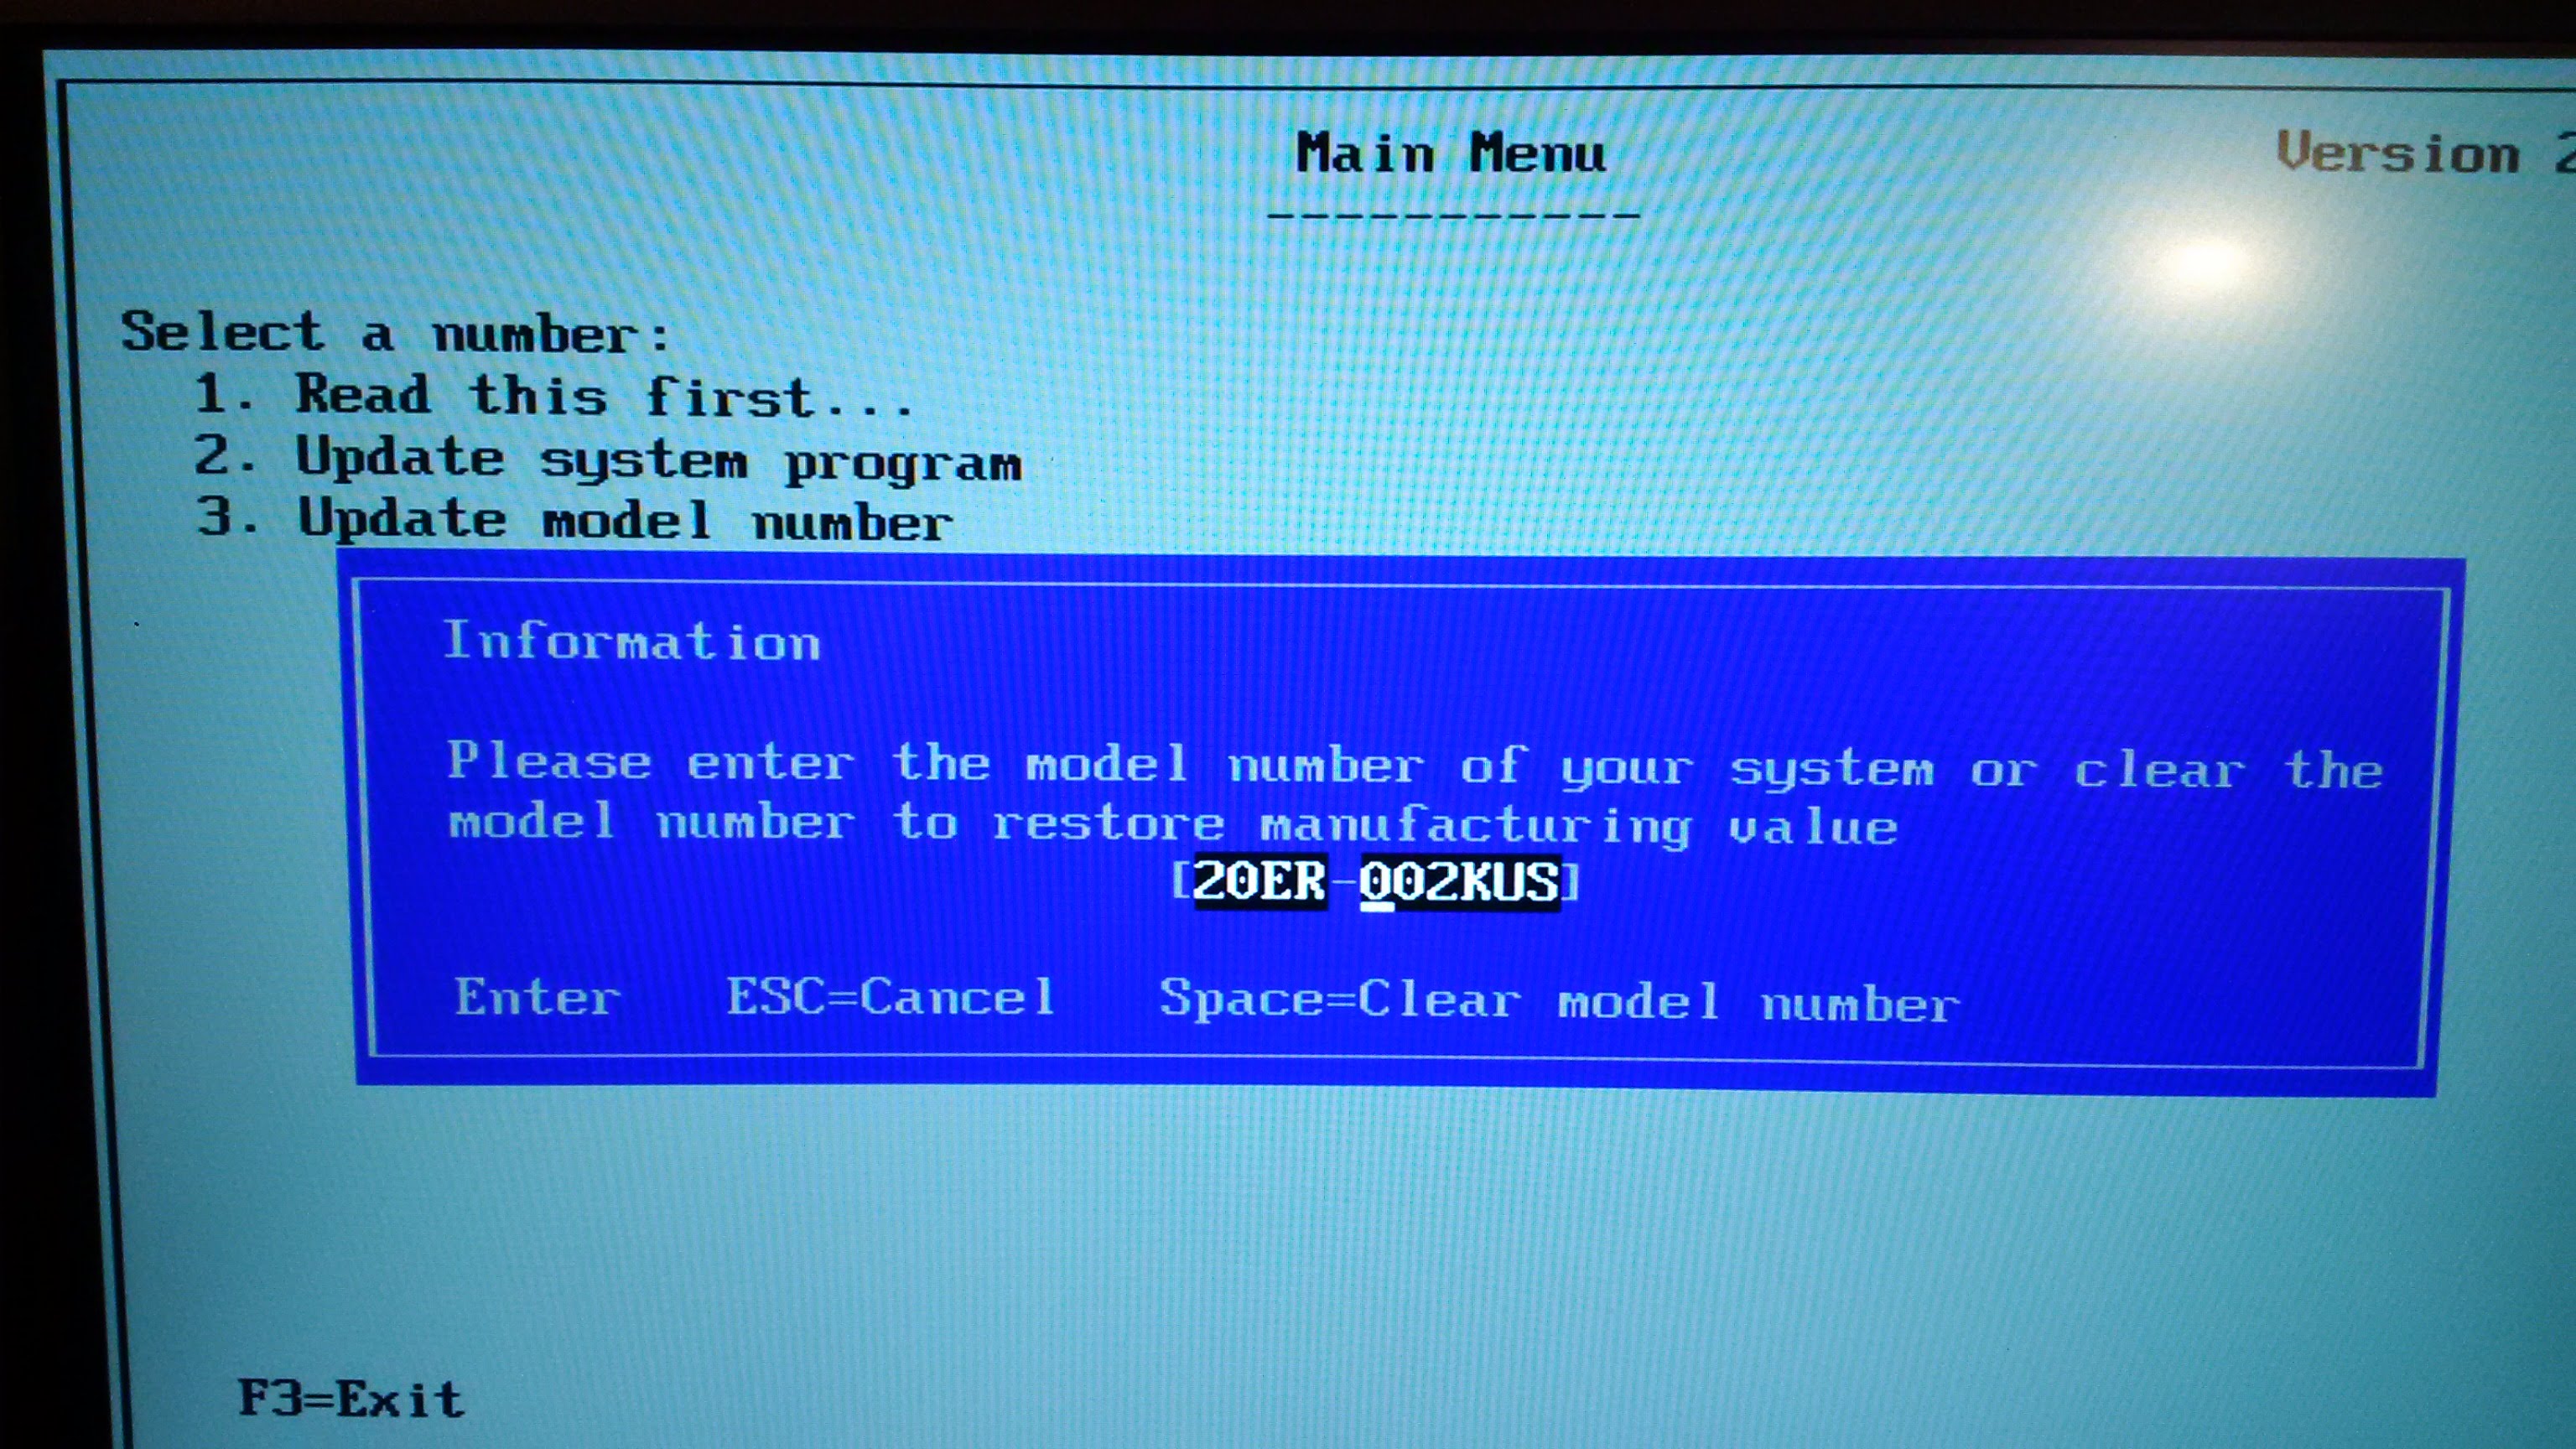 Main Menu
Version 2
-----------
Select a number:
1. Read this first...
2. Update system program
3. Update model number
Information
Please enter the model number of your system or clear the
model number to restore manufacturing value
[20ER-002KUS]
Enter ESC=Cancel Space=Clear model number
F3=Exit